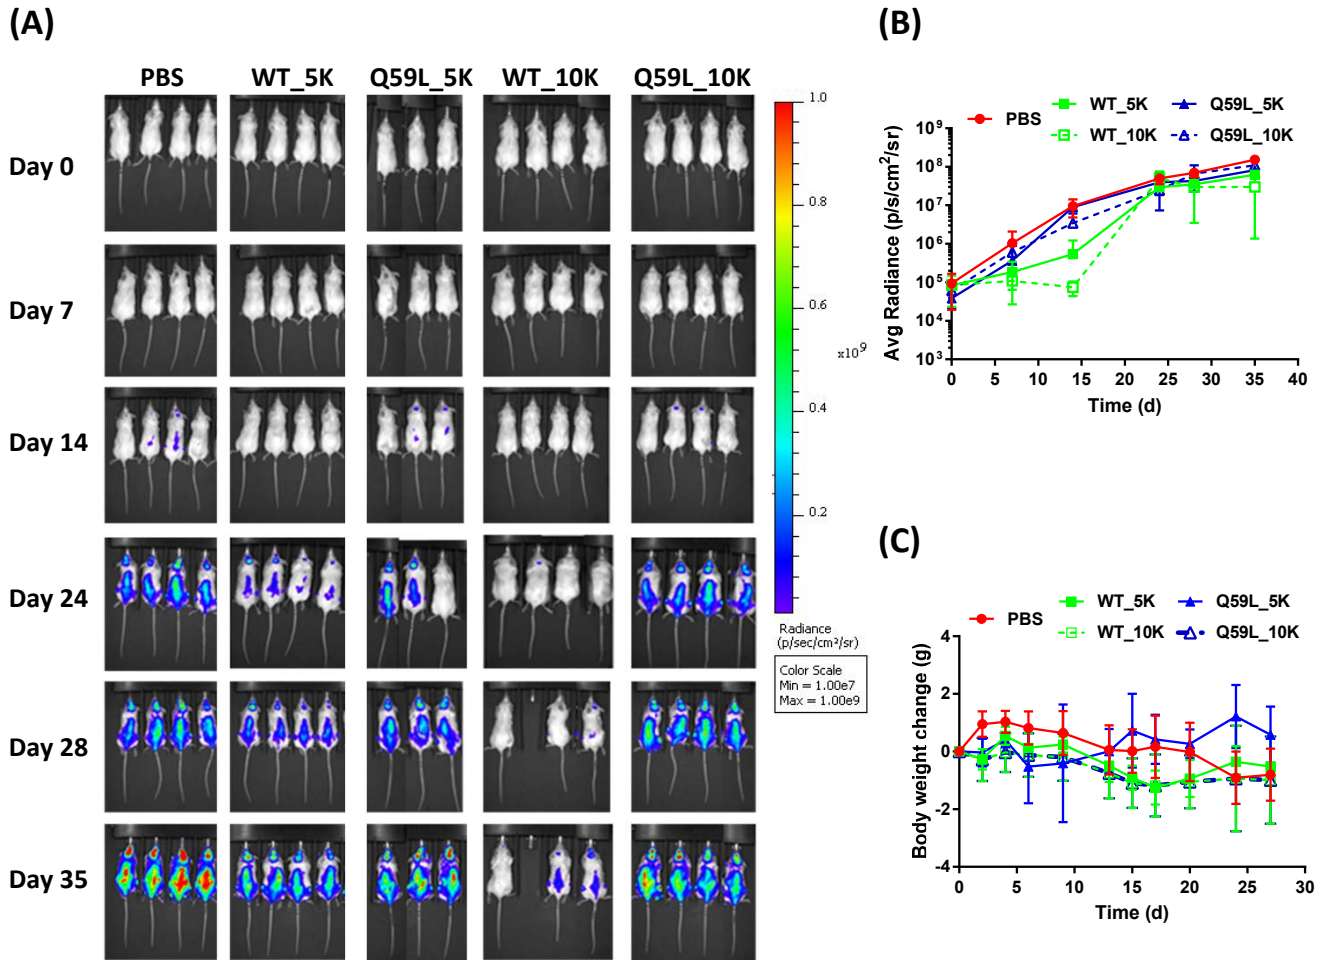 (A)
PBS WT_5K Q59L_5K WT_10K Q59L_10K
Day 0
Day 7
Day 14
Day 24
Day 28
Day 35
1.0
0.8
0.6
x10⁹
0.4
0.2
Radiance
(p/sec/cm²/sr)
Color Scale
Min = 1.00e7
Max = 1.00e9
(B)
PBS WT_5K Q59L_5K
WT_10K Q59L_10K
Avg Radiance (p/s/cm²/sr)
10⁹
10⁸
10⁷
10⁶
10⁵
10⁴
10³
0 5 10 15 20 25 30 35 40
Time (d)
(C)
PBS WT_5K Q59L_5K
WT_10K Q59L_10K
Body weight change (g)
4
2
0
-2
-4
0 5 10 15 20 25 30
Time (d)